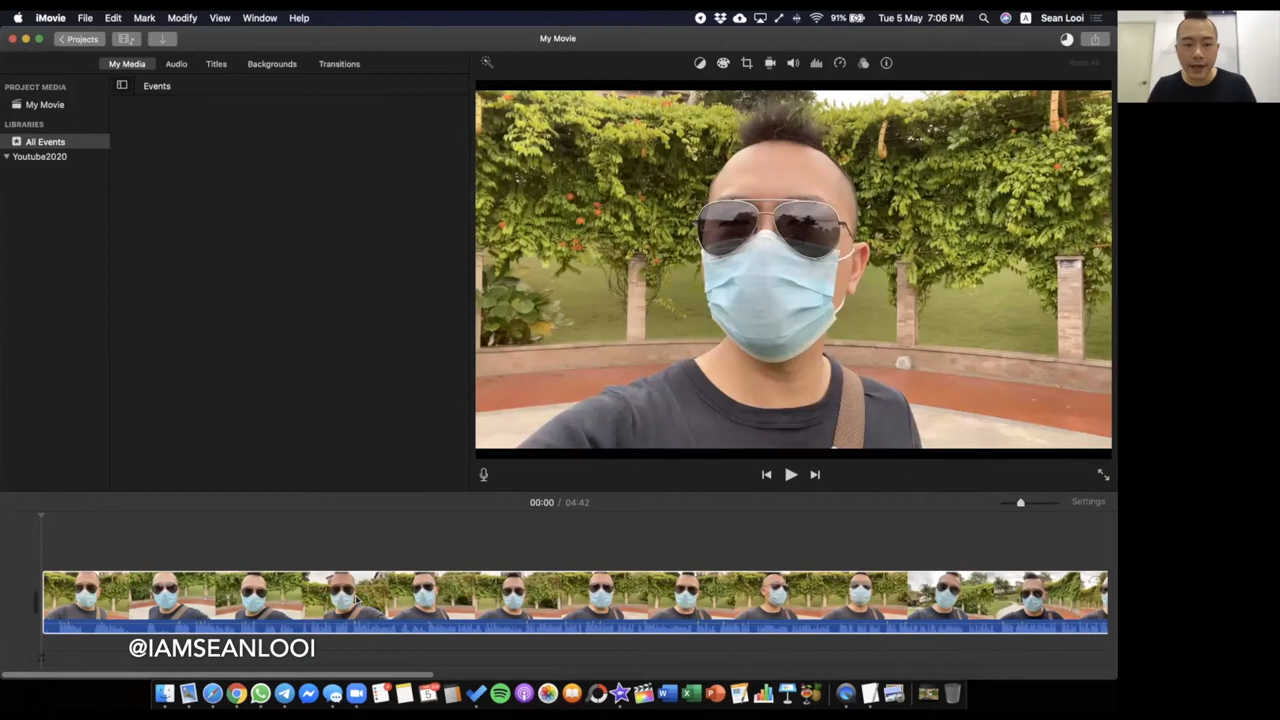 iMovie File Edit Mark Modify View Window Help 91% Tue 5 May 7:06 PM A Sean Looi
Projects My Movie
My Media Audio Titles Backgrounds Transitions Reset All
PROJECT MEDIA Events
My Movie
LIBRARIES
All Events
Youtube2020
00:00 / 04:42 Settings
@IAMSEANLOOI